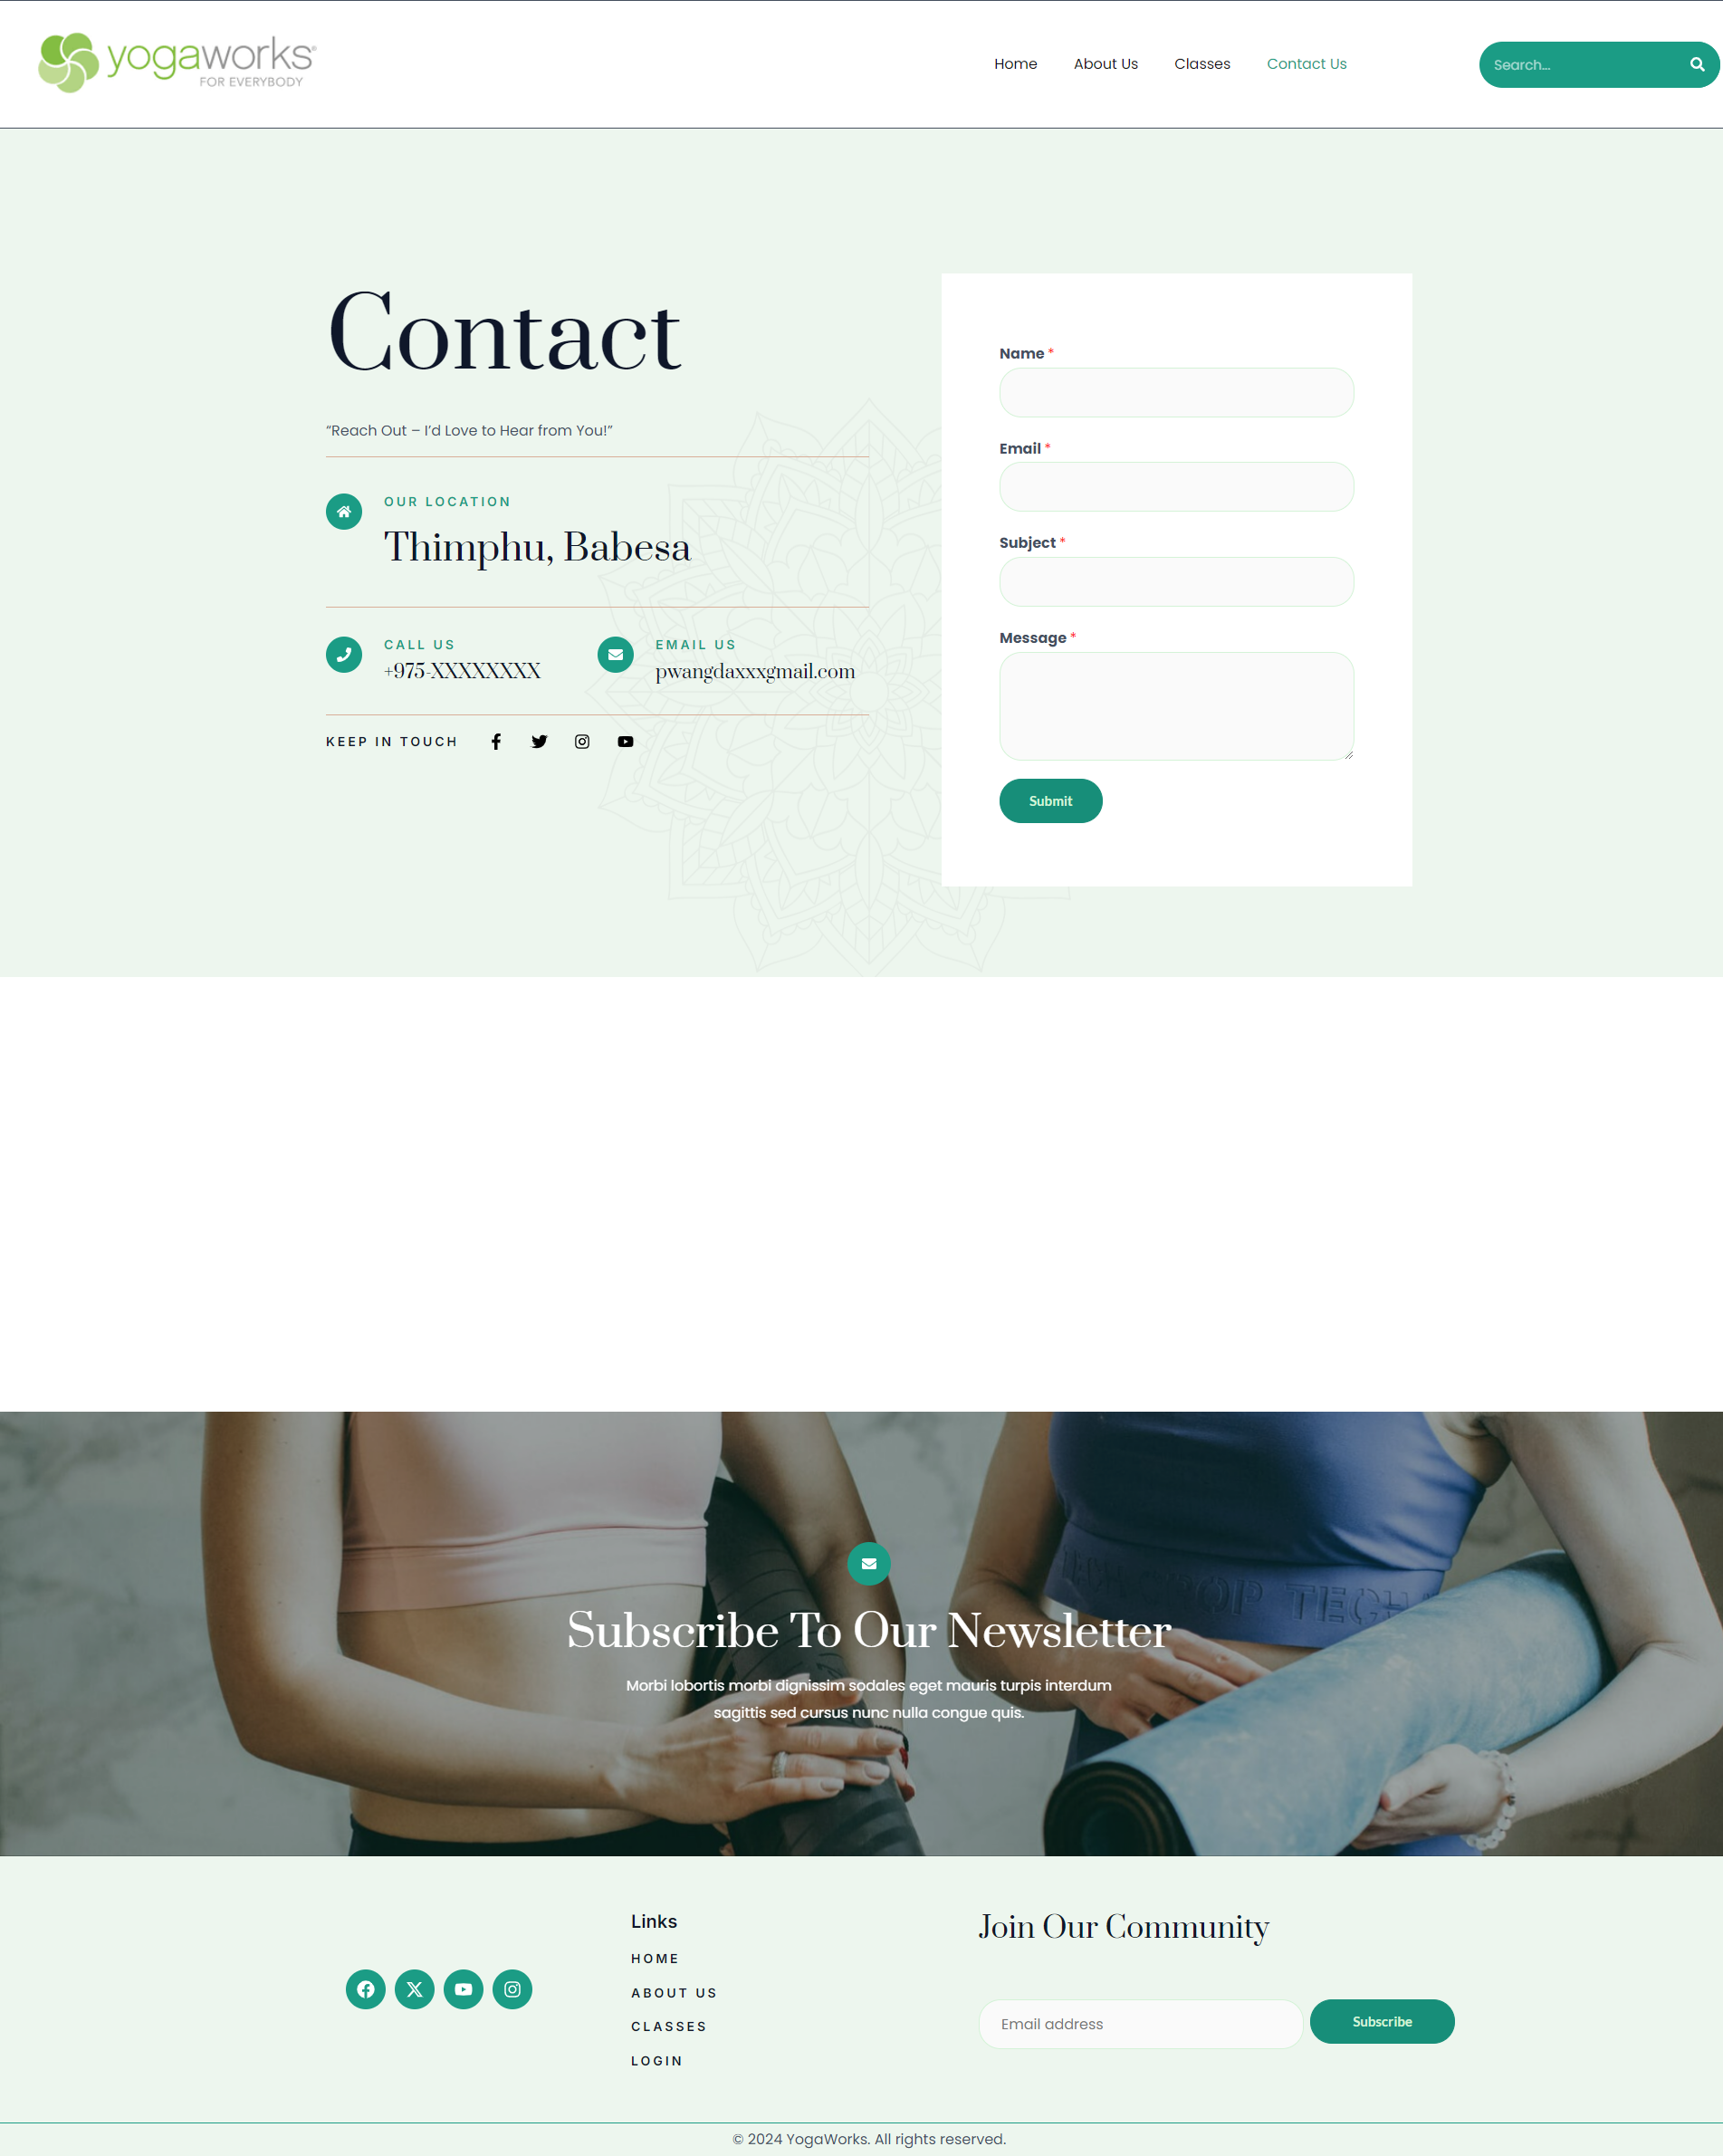 yogaworks®
FOR EVERYBODY
Home
About Us
Classes
Contact Us
Search...
Contact
“Reach Out – I’d Love to Hear from You!”
OUR LOCATION
Thimphu, Babesa
CALL US
+975-XXXXXXXX
EMAIL US
pwangdaxxxgmail.com
KEEP IN TOUCH
Name *
Email *
Subject *
Message *
Submit
Subscribe To Our Newsletter
Morbi lobortis morbi dignissim sodales eget mauris turpis interdum
sagittis sed cursus nunc nulla congue quis.
Links
HOME
ABOUT US
CLASSES
LOGIN
Join Our Community
Email address
Subscribe
© 2024 YogaWorks. All rights reserved.